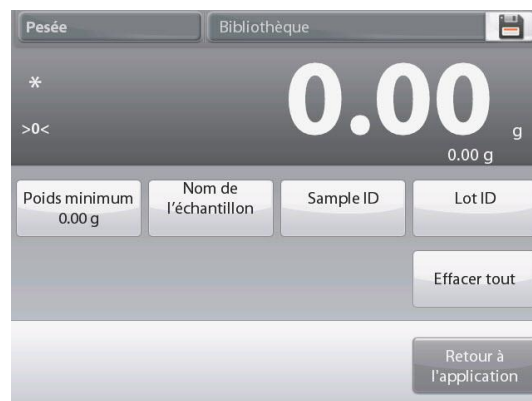 Pesée
Bibliothèque
*
0.00
>0<
g
0.00 g
Poids minimum
0.00 g
Nom de
l'échantillon
Sample ID
Lot ID
Effacer tout
Retour à
l'application